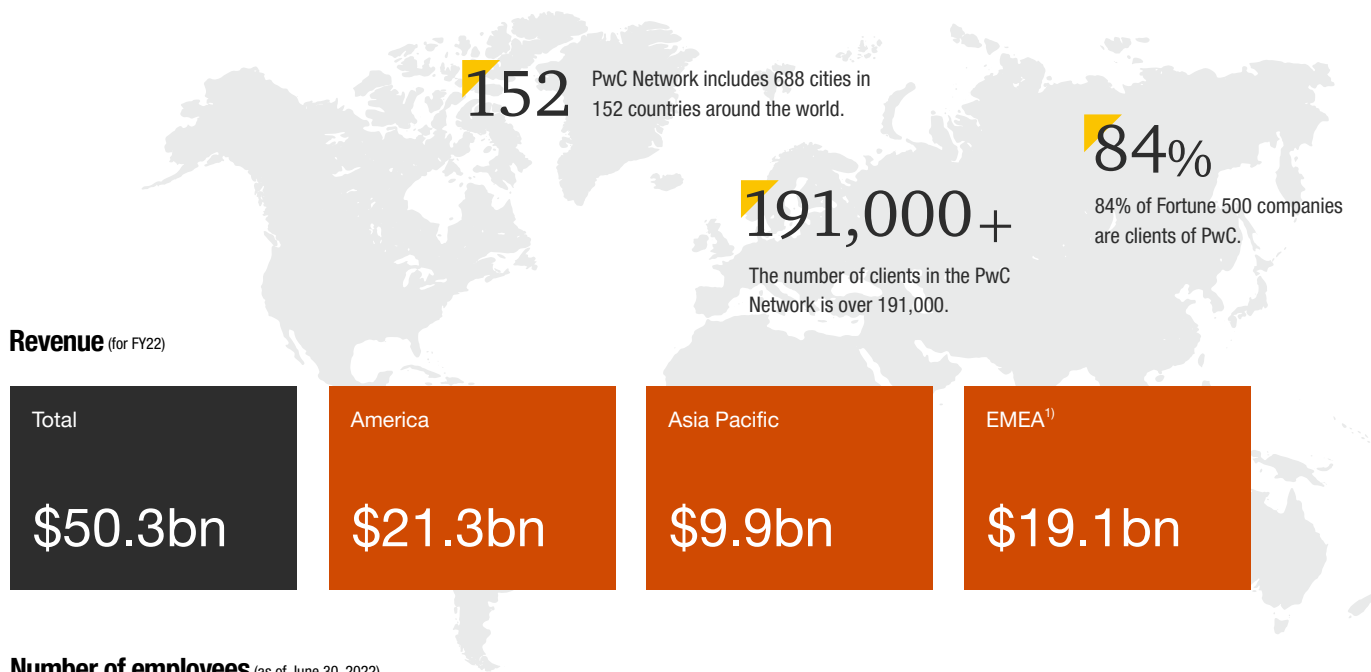 152
PwC Network includes 688 cities in
152 countries around the world.
84%
84% of Fortune 500 companies
are clients of PwC.
191,000+
The number of clients in the PwC
Network is over 191,000.
Revenue (for FY22)
Total
$50.3bn
America
$21.3bn
Asia Pacific
$9.9bn
EMEA1)
$19.1bn
Number of employees (as of June 30, 2022)